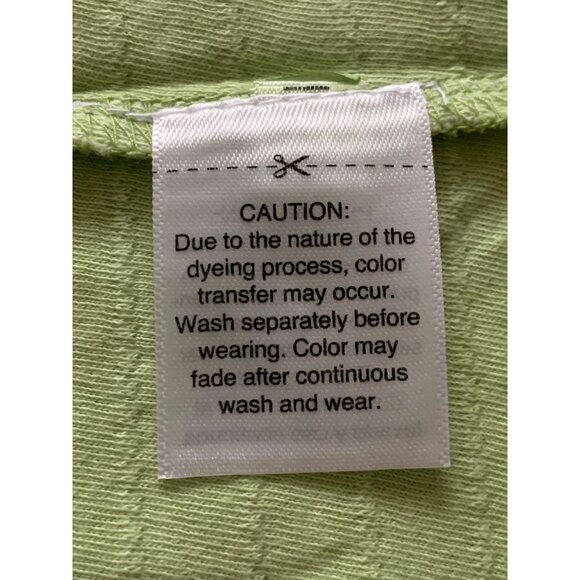 CAUTION:
Due to the nature of the
dyeing process, color
transfer may occur.
Wash separately before
wearing. Color may
fade after continuous
wash and wear.